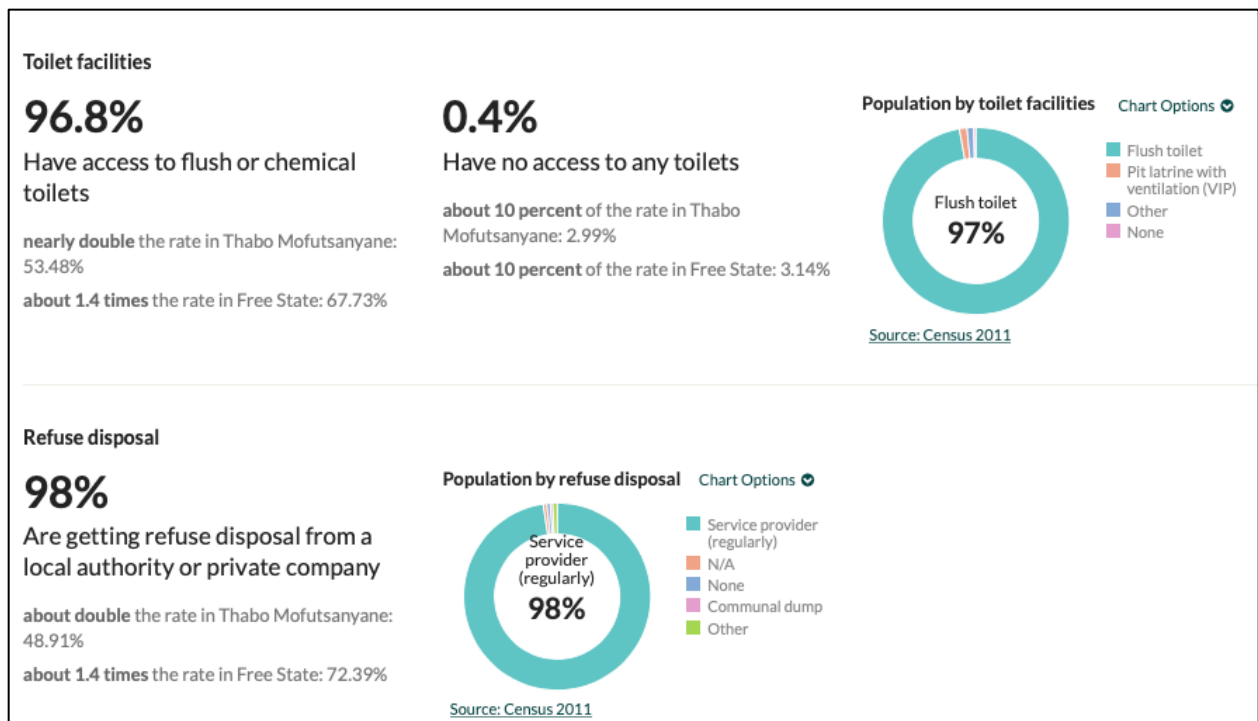 Toilet facilities
96.8%
Have access to flush or chemical
toilets
nearly double the rate in Thabo Mofutsanyane:
53.48%
about 1.4 times the rate in Free State: 67.73%
0.4%
Have no access to any toilets
about 10 percent of the rate in Thabo
Mofutsanyane: 2.99%
about 10 percent of the rate in Free State: 3.14%
Population by toilet facilities
Chart Options
Flush toilet
97%
Flush toilet
Pit latrine with
ventilation (VIP)
Other
None
Source: Census 2011
Refuse disposal
98%
Are getting refuse disposal from a
local authority or private company
about double the rate in Thabo Mofutsanyane:
48.91%
about 1.4 times the rate in Free State: 72.39%
Population by refuse disposal
Chart Options
Service
provider
(regularly)
98%
Service provider
(regularly)
N/A
None
Communal dump
Other
Source: Census 2011